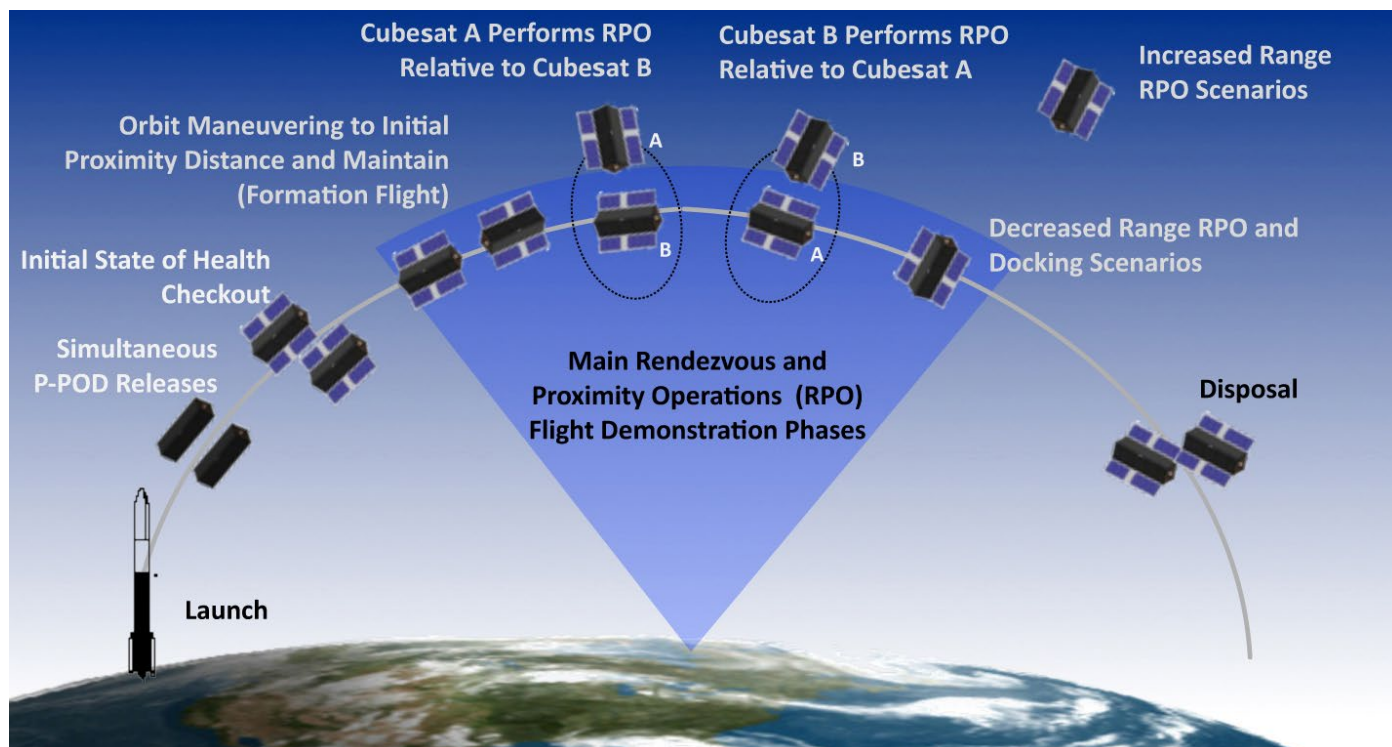 Cubesat A Performs RPO
Relative to Cubesat B
Cubesat B Performs RPO
Relative to Cubesat A
Increased Range
RPO Scenarios
Orbit Maneuvering to Initial
Proximity Distance and Maintain
(Formation Flight)
A
B
B
A
Decreased Range RPO and
Docking Scenarios
Initial State of Health
Checkout
Simultaneous
P-POD Releases
Main Rendezvous and
Proximity Operations (RPO)
Flight Demonstration Phases
Disposal
Launch